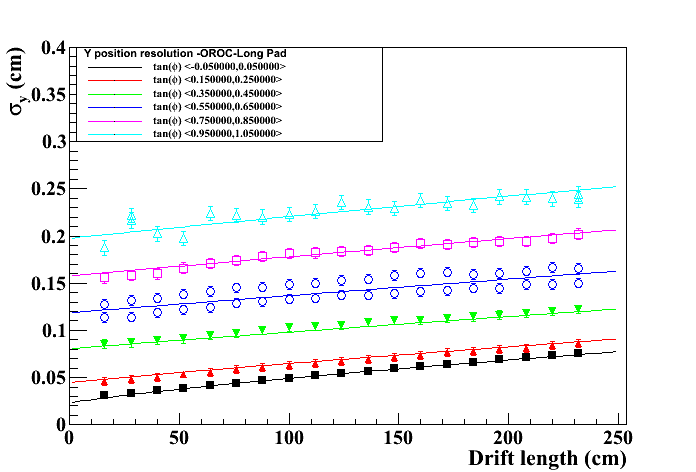 0.4
Y position resolution -OROC-Long Pad
tan(ϕ) <-0.050000,0.050000>
tan(ϕ) <0.150000,0.250000>
tan(ϕ) <0.350000,0.450000>
tan(ϕ) <0.550000,0.650000>
tan(ϕ) <0.750000,0.850000>
tan(ϕ) <0.950000,1.050000>
σy (cm)
0.35
0.3
0.25
0.2
0.15
0.1
0.05
0
0 50 100 150 200 250
Drift length (cm)